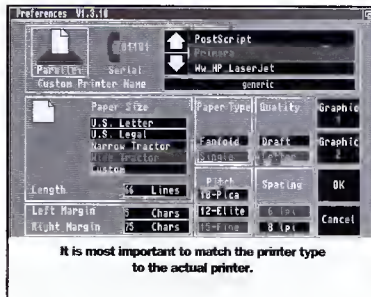 Preferences V1.3.10
PostScript
Primera
Ww_HP_LaserJet
Parallel
Serial
Custom Printer Name
generic
Paper Size
Paper Type
Quality
Graphic
U.S. Letter
U.S. Legal
Narrow Tractor
Wide Tractor
Custom
Fanfold
Single
Draft
Letter
Graphic
Length
66 Lines
Pitch
Spacing
10-Pica
12-Elite
15-Fine
6 lpi
8 lpi
OK
Cancel
Left Margin
5 Chars
Right Margin
75 Chars
It is most important to match the printer type
to the actual printer.